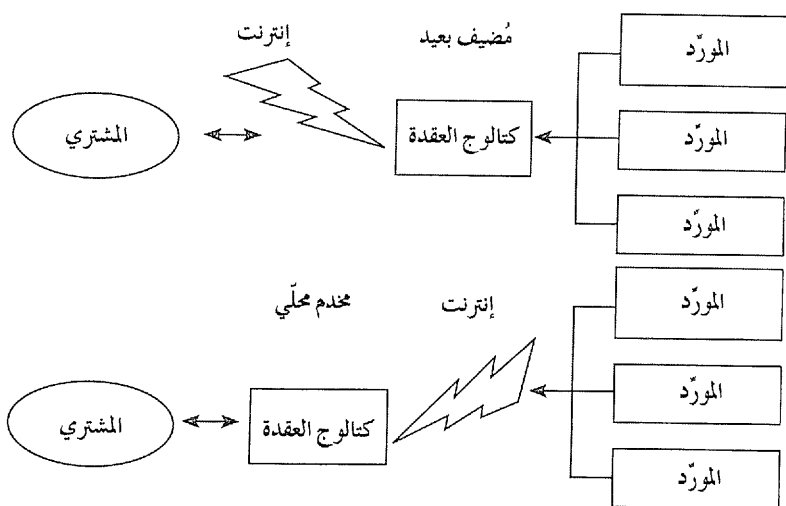 المورّد
مُضيف بعيد
إنترنت
المورّد
كتالوج العقدة
المشتري
المورّد
المورّد
إنترنت
مخدم محلّي
المورّد
كتالوج العقدة
المشتري
المورّد